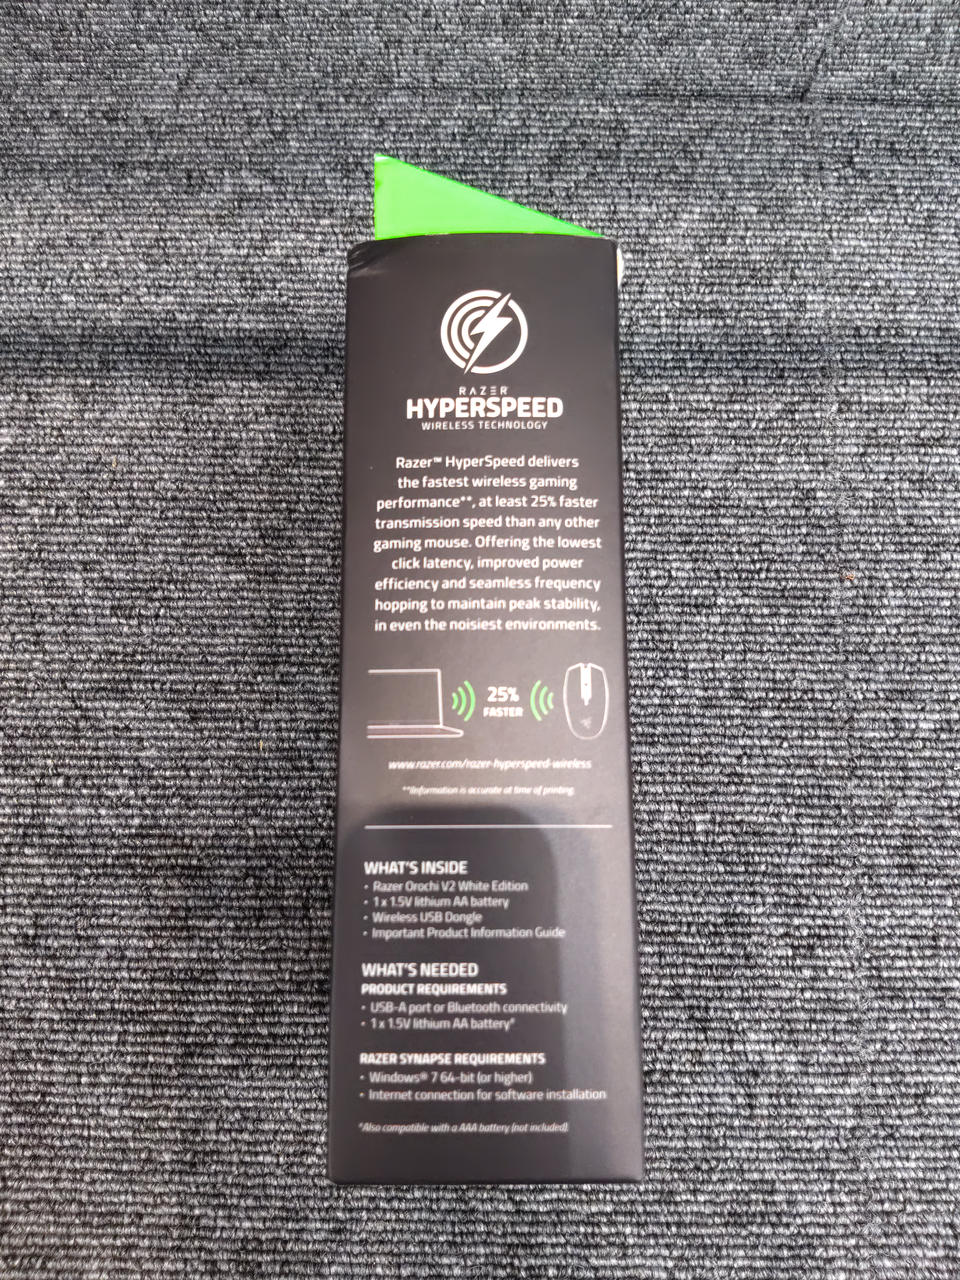 RAZER
HYPERSPEED
WIRELESS TECHNOLOGY
Razer™ HyperSpeed delivers
the fastest wireless gaming
performance**, at least 25% faster
transmission speed than any other
gaming mouse. Offering the lowest
click latency, improved power
efficiency and seamless frequency
hopping to maintain peak stability,
in even the noisiest environments.
25%
FASTER
www.razer.com/razer-hyperspeed-wireless
**Information is accurate at time of printing.
WHAT'S INSIDE
• Razer Orochi V2 White Edition
• 1 x 1.5V lithium AA battery
• Wireless USB Dongle
• Important Product Information Guide
WHAT'S NEEDED
PRODUCT REQUIREMENTS
• USB-A port or Bluetooth connectivity
• 1 x 1.5V lithium AA battery*
RAZER SYNAPSE REQUIREMENTS
• Windows® 7 64-bit (or higher)
• Internet connection for software installation
*Also compatible with a AAA battery (not included)